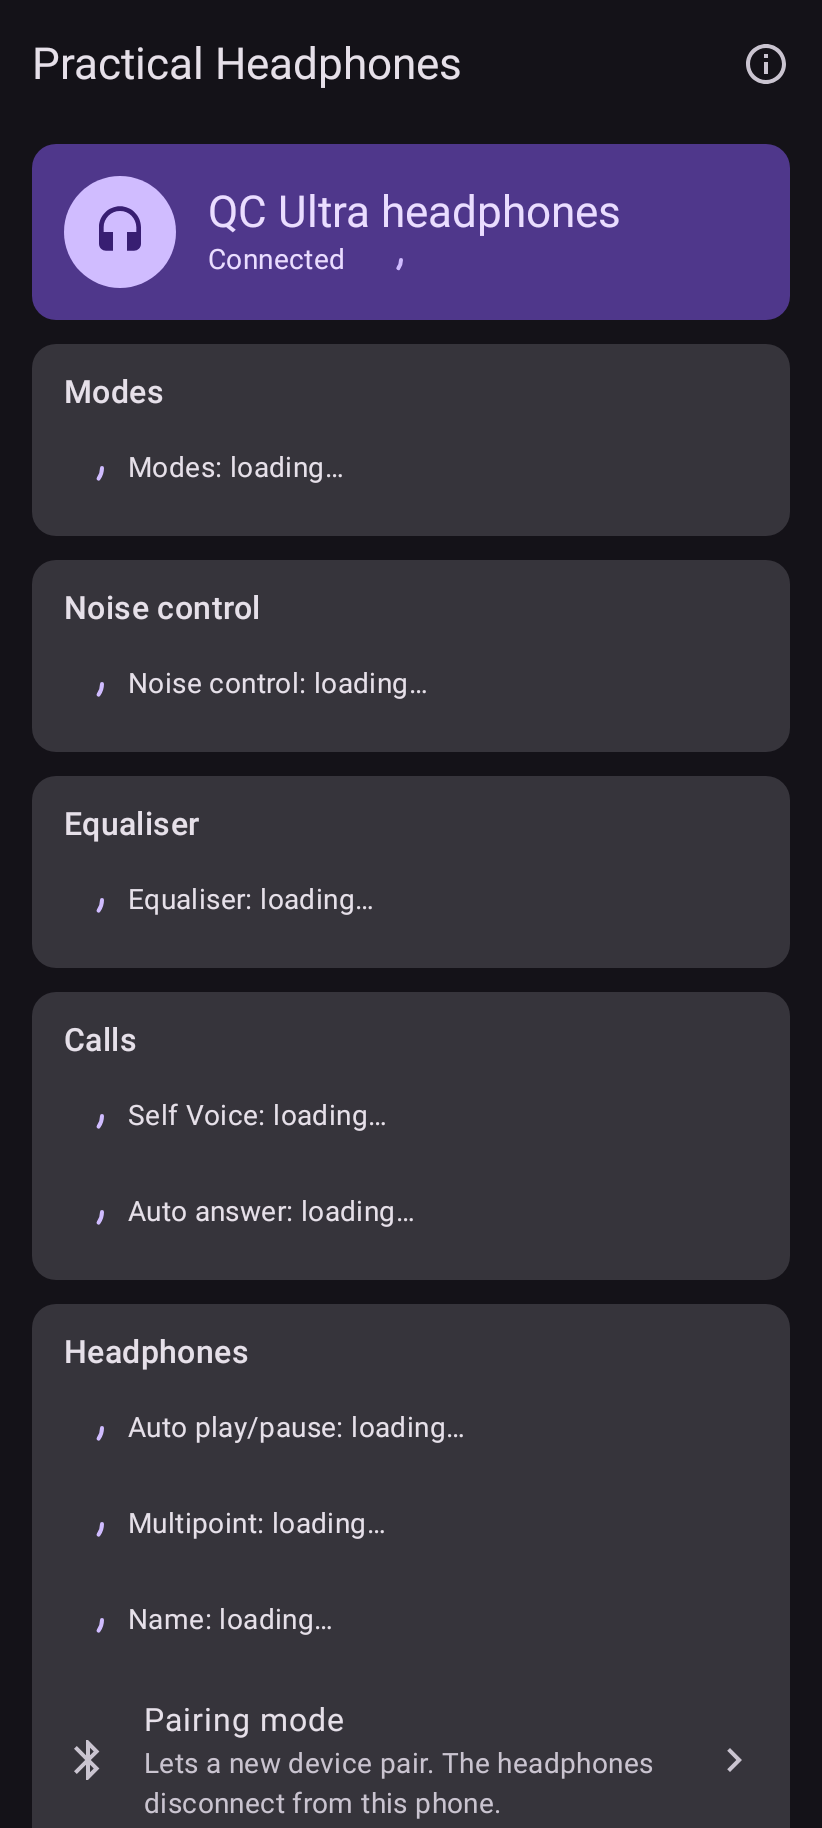 Practical Headphones
QC Ultra headphones
Connected
Modes
Modes: loading…
Noise control
Noise control: loading…
Equaliser
Equaliser: loading…
Calls
Self Voice: loading…
Auto answer: loading…
Headphones
Auto play/pause: loading…
Multipoint: loading…
Name: loading…
Pairing mode
Lets a new device pair. The headphones
disconnect from this phone.